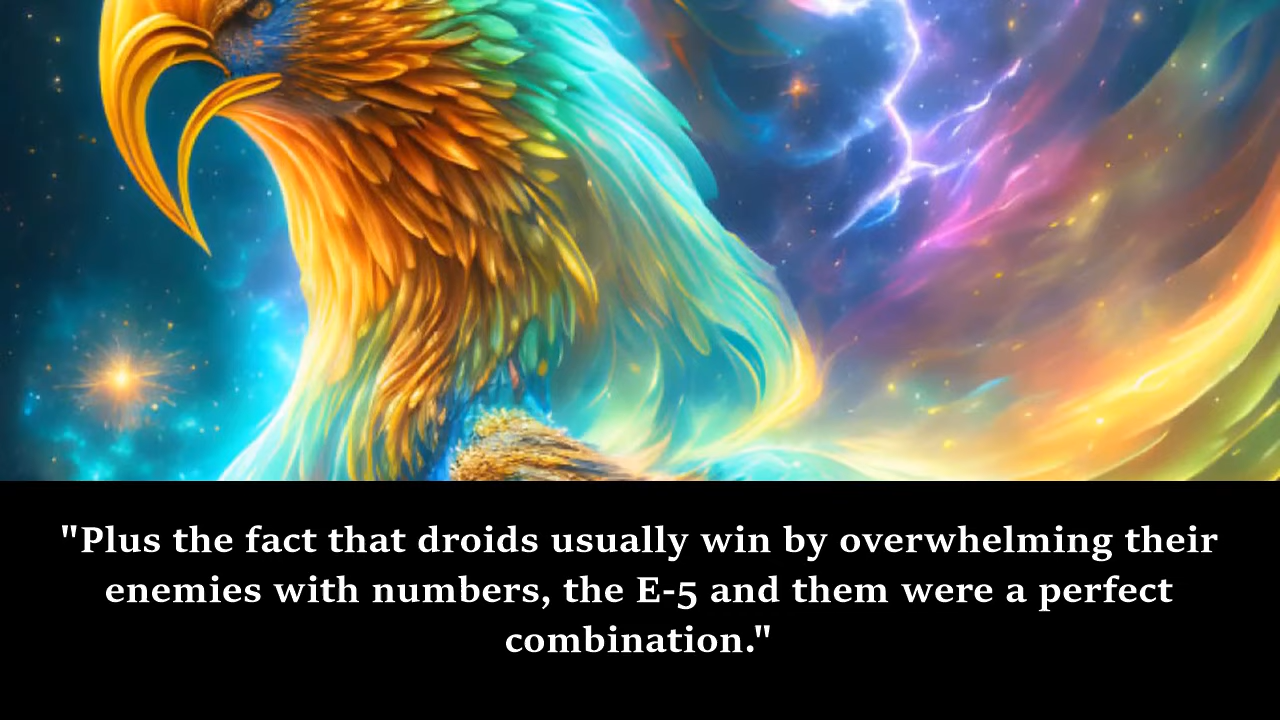 "Plus the fact that droids usually win by overwhelming their
enemies with numbers, the E-5 and them were a perfect
combination."